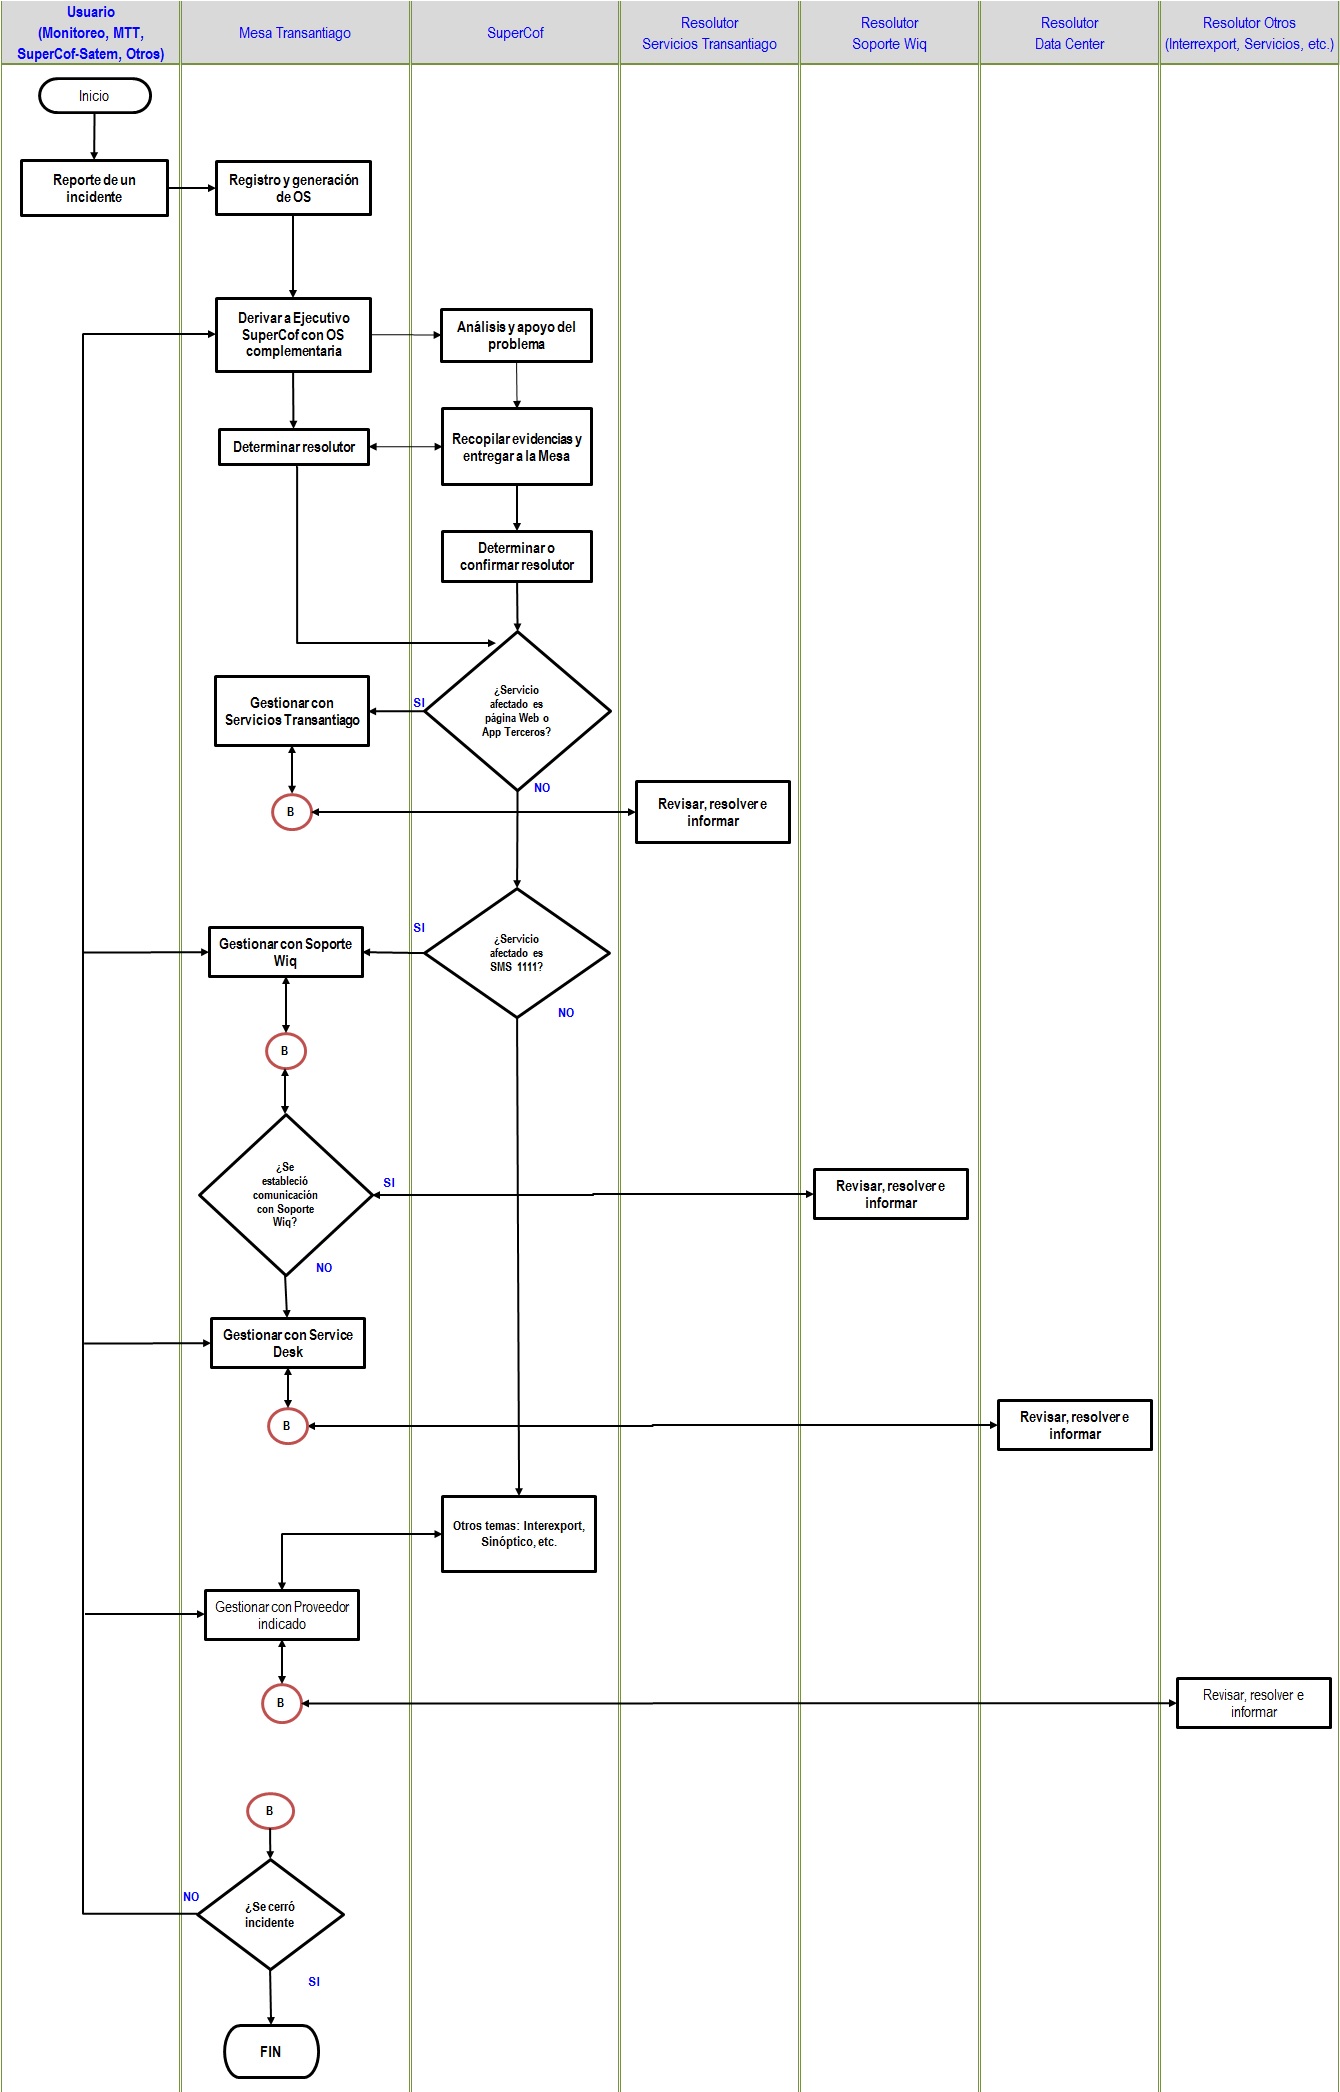 Usuario
(Monitoreo, MTT,
SuperCof-Satem, Otros)
Mesa Transantiago
SuperCof
Resolutor
Servicios Transantiago
Resolutor
Soporte Wiq
Resolutor
Data Center
Resolutor Otros
(Interrexport, Servicios, etc.)
Inicio
Reporte de un
incidente
Registro y generación
de OS
Derivar a Ejecutivo
SuperCof con OS
complementaria
Análisis y apoyo del
problema
Determinar resolutor
Recopilar evidencias y
entregar a la Mesa
Determinar o
confirmar resolutor
Gestionar con
Servicios Transantiago
SI
¿Servicio
afectado es
página Web o
App Terceros?
NO
B
Revisar, resolver e
informar
Gestionar con Soporte
Wiq
SI
¿Servicio
afectado es
SMS 1111?
NO
B
¿Se
estableció
comunicación
con Soporte
Wiq?
SI
Revisar, resolver e
informar
NO
Gestionar con Service
Desk
B
Revisar, resolver e
informar
Otros temas: Interexport,
Sinóptico, etc.
Gestionar con Proveedor
indicado
B
Revisar, resolver e
informar
B
NO
¿Se cerró
incidente
SI
FIN